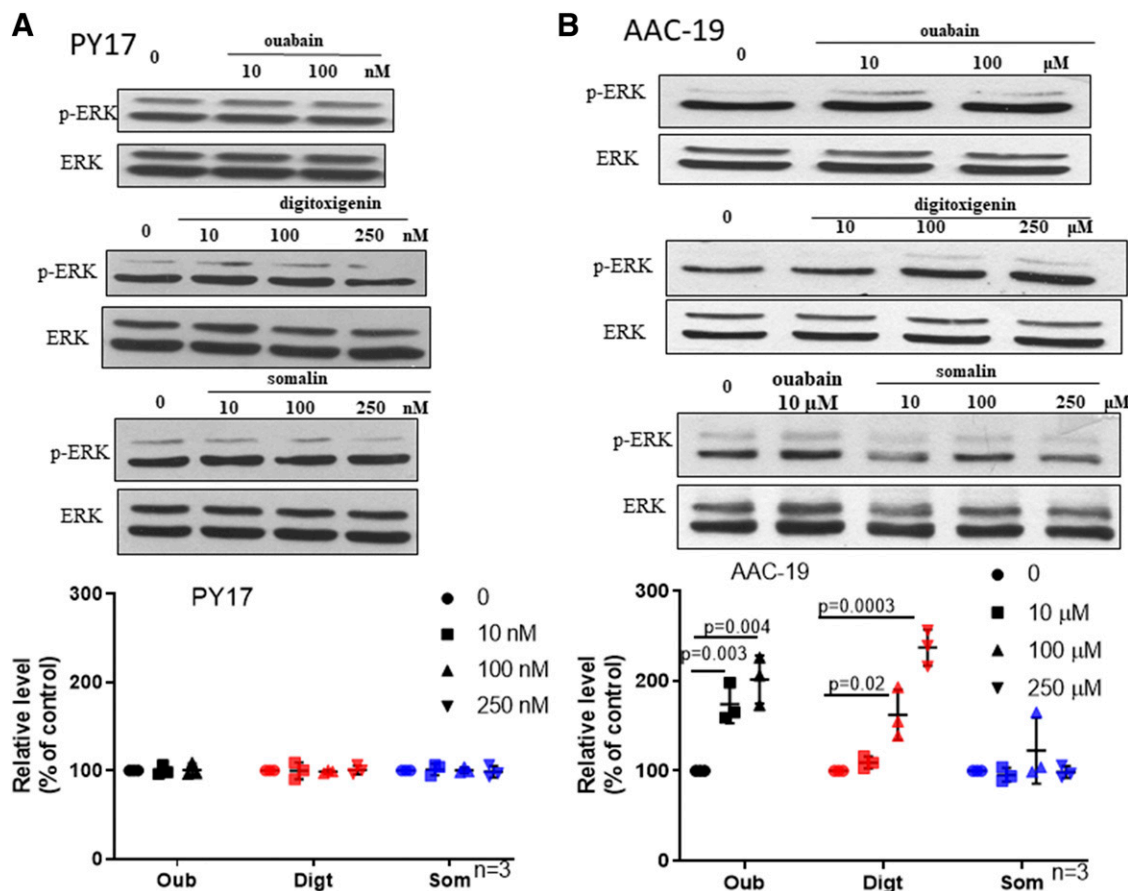 A
PY17
ouabain
0 10 100 nM
p-ERK
ERK
digitoxigenin
0 10 100 250 nM
p-ERK
ERK
somalin
0 10 100 250 nM
p-ERK
ERK
PY17
0
10 nM
100 nM
250 nM
Relative level
(% of control)
300
200
100
0
Oub Digt Som n=3
B
AAC-19
ouabain
0 10 100 μM
p-ERK
ERK
digitoxigenin
0 10 100 250 μM
p-ERK
ERK
0 ouabain somalin
10 μM 10 100 250 μM
p-ERK
ERK
AAC-19
0
10 μM
100 μM
250 μM
p=0.0003
p=0.004
p=0.003
p=0.02
Relative level
(% of control)
300
200
100
0
Oub Digt Som n=3